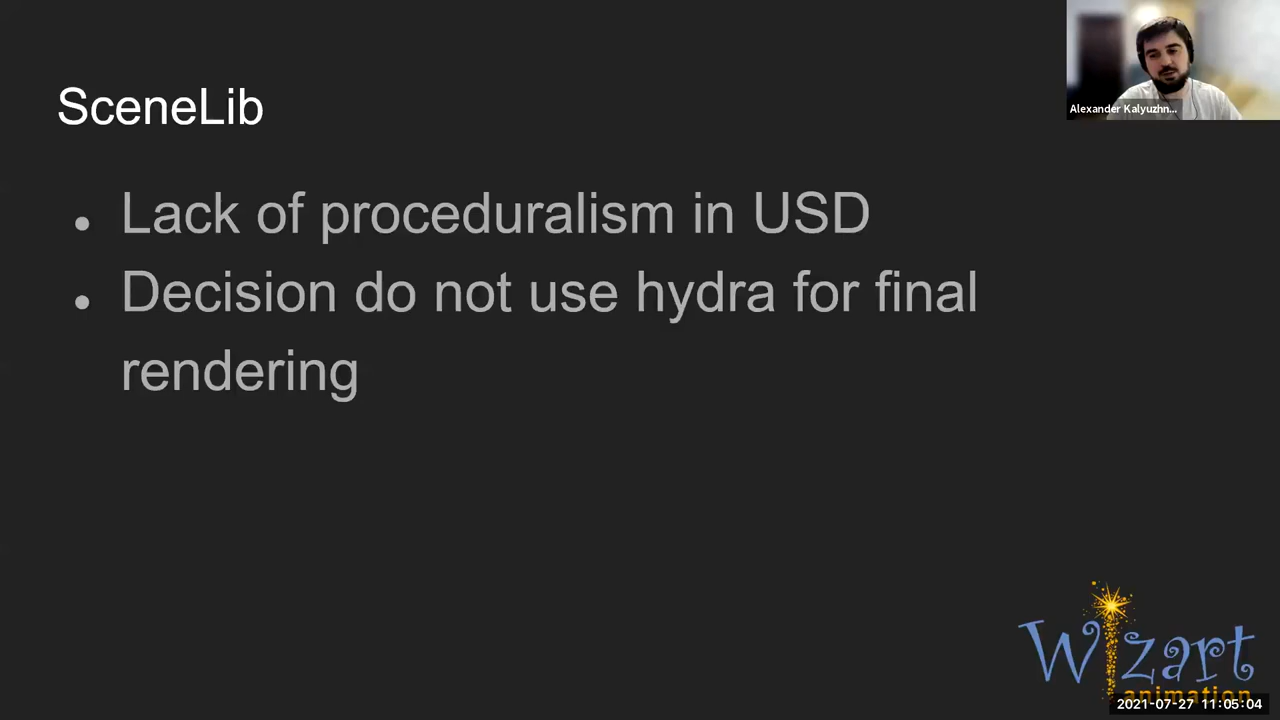 SceneLib
Alexander Kalyuzhn...
• Lack of proceduralism in USD
• Decision do not use hydra for final
rendering
Wizart
animation
2021-07-27 11:05:04